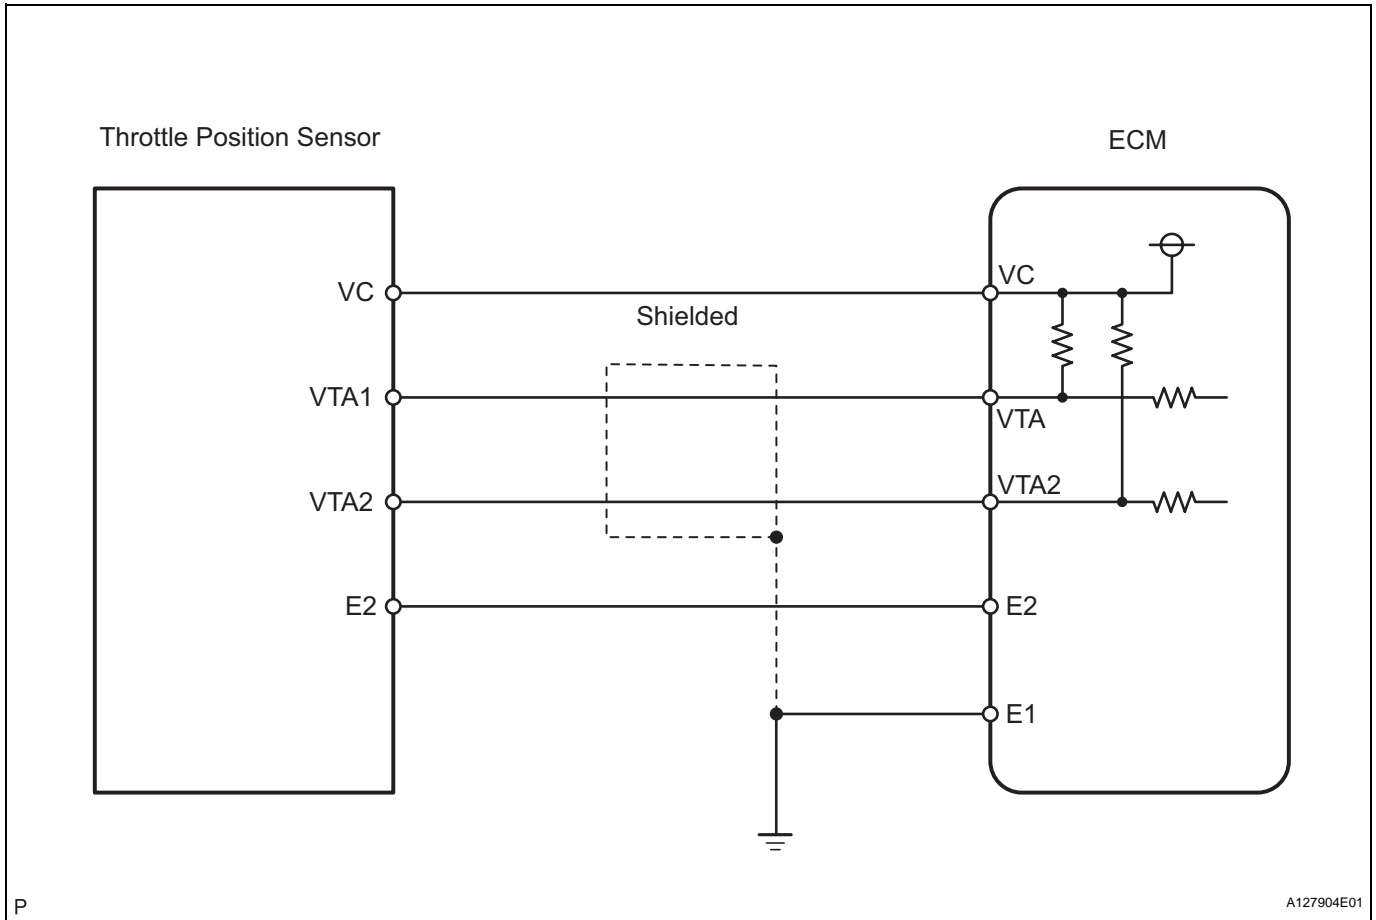 Throttle Position Sensor
ECM
VC
VC
Shielded
VTA1
VTA
VTA2
VTA2
E2
E2
E1
P
A127904E01